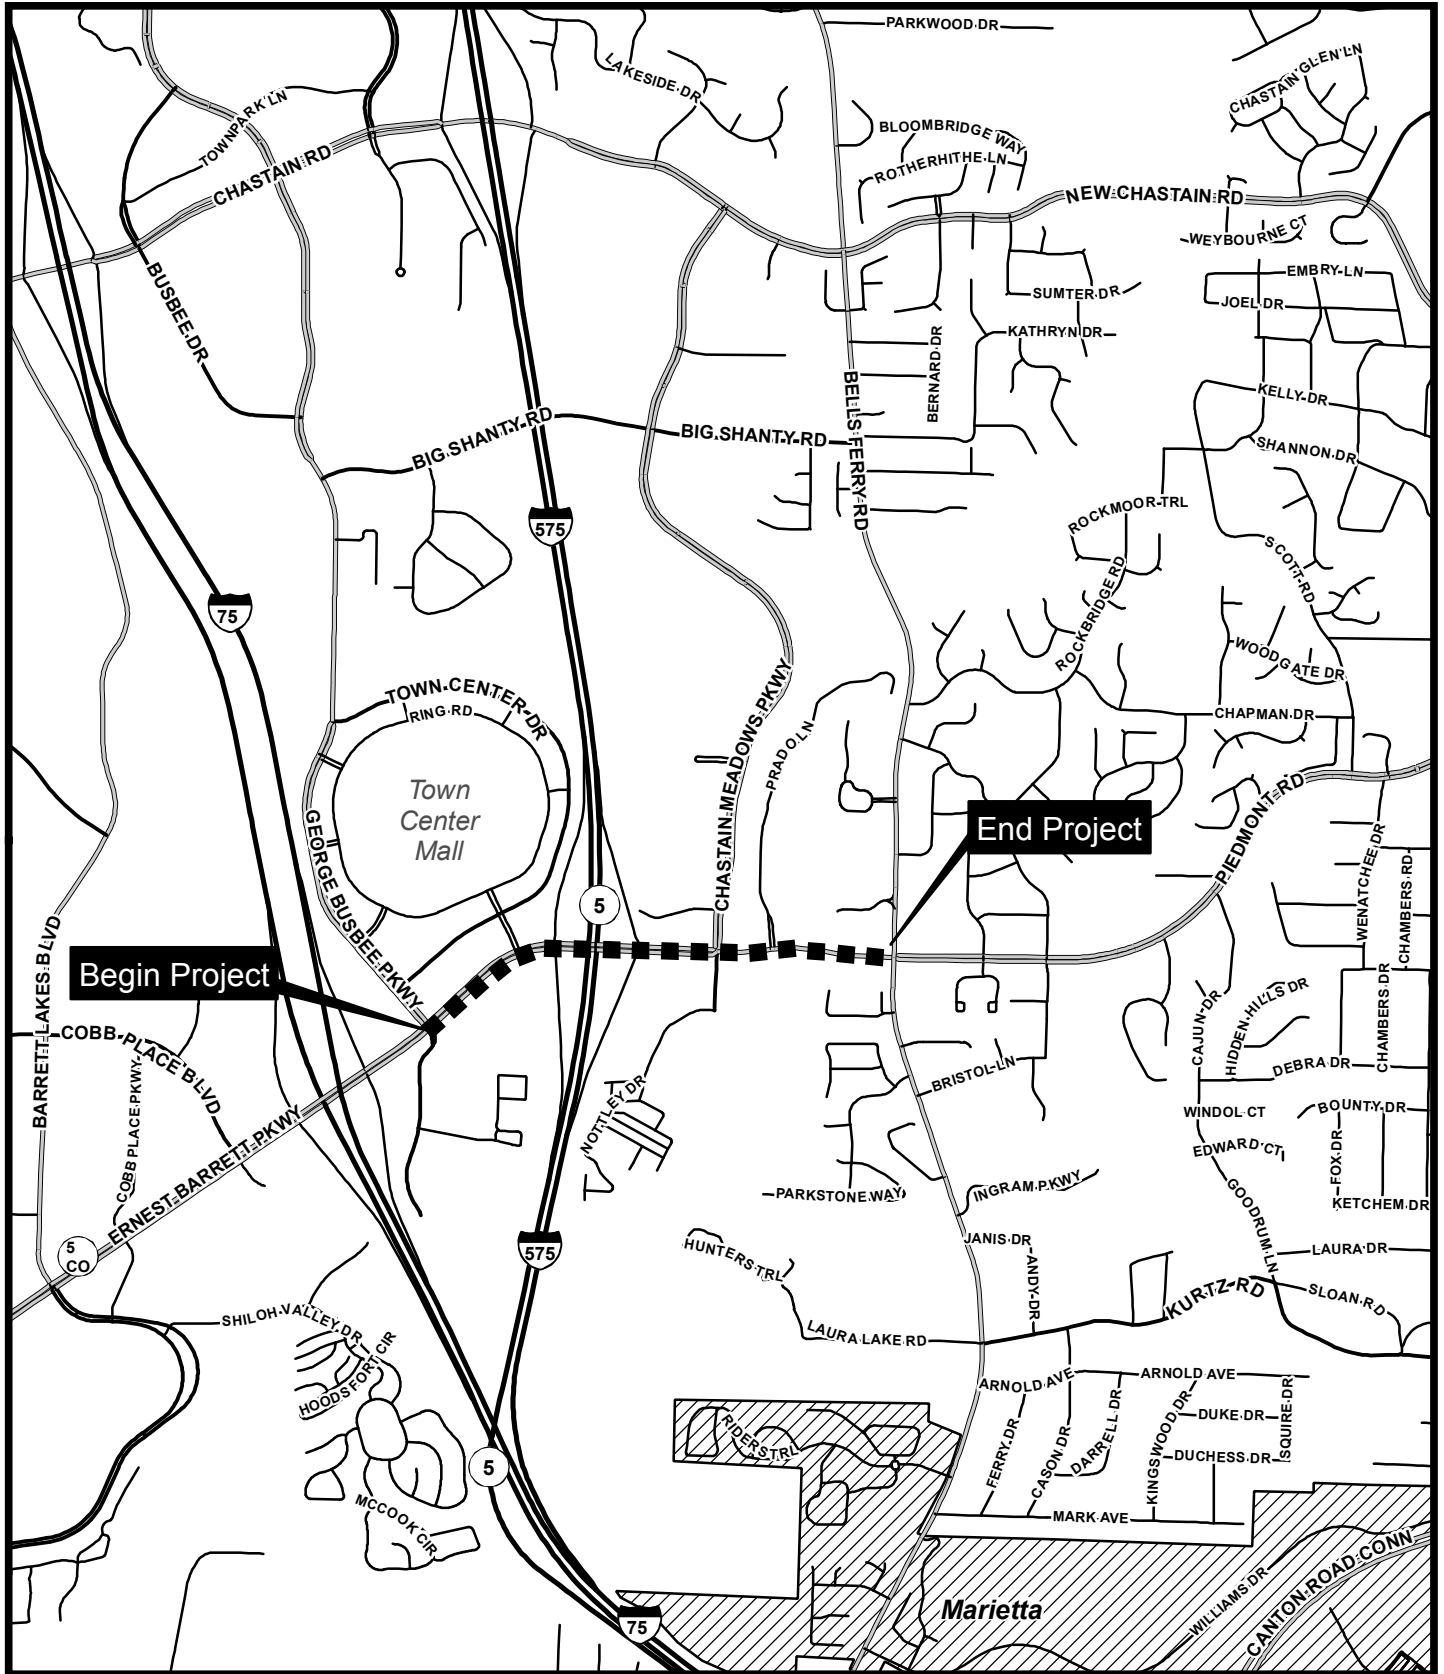 PARKWOOD DR
LAKESIDE DR
CHASTAIN GLEN LN
TOWNPARK LN
BLOOMBRIDGE WAY
ROTHERHITHE LN
CHASTAIN RD
NEW CHASTAIN RD
WEYBOURNE CT
BUSBEE DR
EMBRY LN
SUMTER DR
JOEL DR
KATHRYN DR
BERNARD DR
BELLS FERRY RD
KELLY DR
BIG SHANTY RD
BIG SHANTY RD
SHANNON DR
575
ROCKMOOR TRL
SCOTT RD
ROCKBRIDGE RD
75
WOODGATE DR
TOWN CENTER DR
RING RD
CHASTAIN MEADOWS PKWY
PRADO LN
CHAPMAN DR
Town
Center
Mall
GEORGE BUSBEE PKWY
End Project
PIEDMONT RD
WENATCHEE DR
CHAMBERS RD
5
BARRETT LAKES BLVD
Begin Project
COBB PLACE BLVD
COBB PLACE PKWY
CAJUN DR
HIDDEN HILLS DR
CHAMBERS DR
DEBRA DR
BRISTOL LN
NOTTLEY DR
WINDOL CT
BOUNTY DR
EDWARD CT
FOX DR
ERNEST BARRETT PKWY
PARKSTONE WAY
INGRAM PKWY
GOODRUM LN
KETCHEM DR
5
CO
575
HUNTERS TRL
JANIS DR
ANDY DR
LAURA DR
KURTZ RD
SLOAN RD
SHILOH VALLEY DR
LAURA LAKE RD
HOODS FORT CIR
ARNOLD AVE
ARNOLD AVE
RIDERS TRL
FERRY DR
CASON DR
DARRELL DR
KINGSWOOD DR
DUKE DR
SQUIRE DR
DUCHESS DR
5
MCCOOK CIR
MARK AVE
75
Marietta
WILLIAMS DR
CANTON ROAD CONN